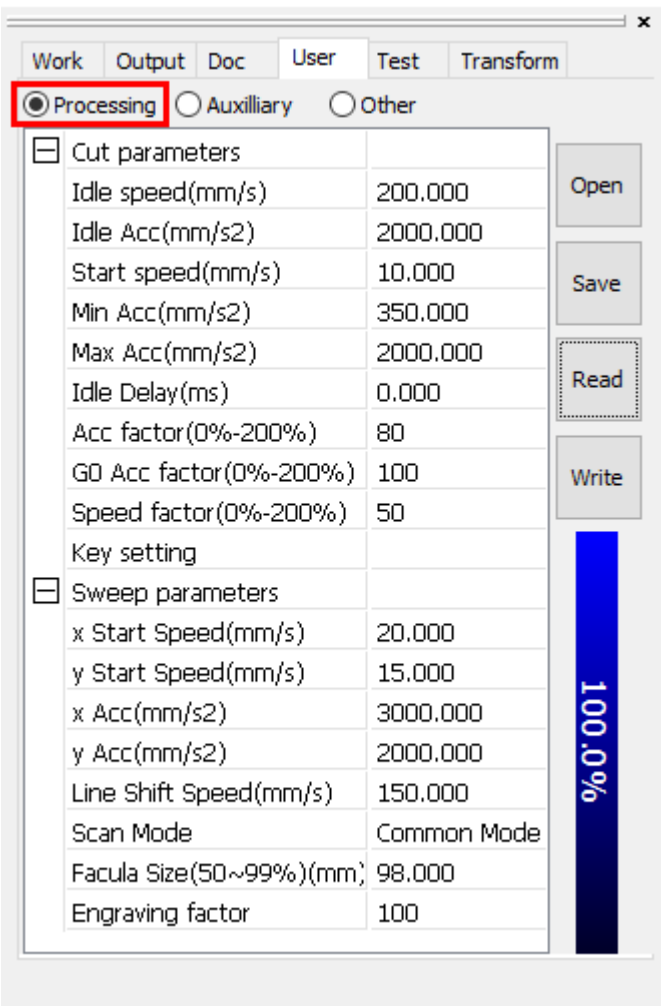 Work Output Doc User Test Transform
Processing Auxilliary Other
Cut parameters
Idle speed(mm/s) 200.000
Idle Acc(mm/s2) 2000.000
Start speed(mm/s) 10.000
Min Acc(mm/s2) 350.000
Max Acc(mm/s2) 2000.000
Idle Delay(ms) 0.000
Acc factor(0%-200%) 80
G0 Acc factor(0%-200%) 100
Speed factor(0%-200%) 50
Key setting
Sweep parameters
x Start Speed(mm/s) 20.000
y Start Speed(mm/s) 15.000
x Acc(mm/s2) 3000.000
y Acc(mm/s2) 2000.000
Line Shift Speed(mm/s) 150.000
Scan Mode Common Mode
Facula Size(50~99%)(mm) 98.000
Engraving factor 100
Open
Save
Read
Write
100.0%